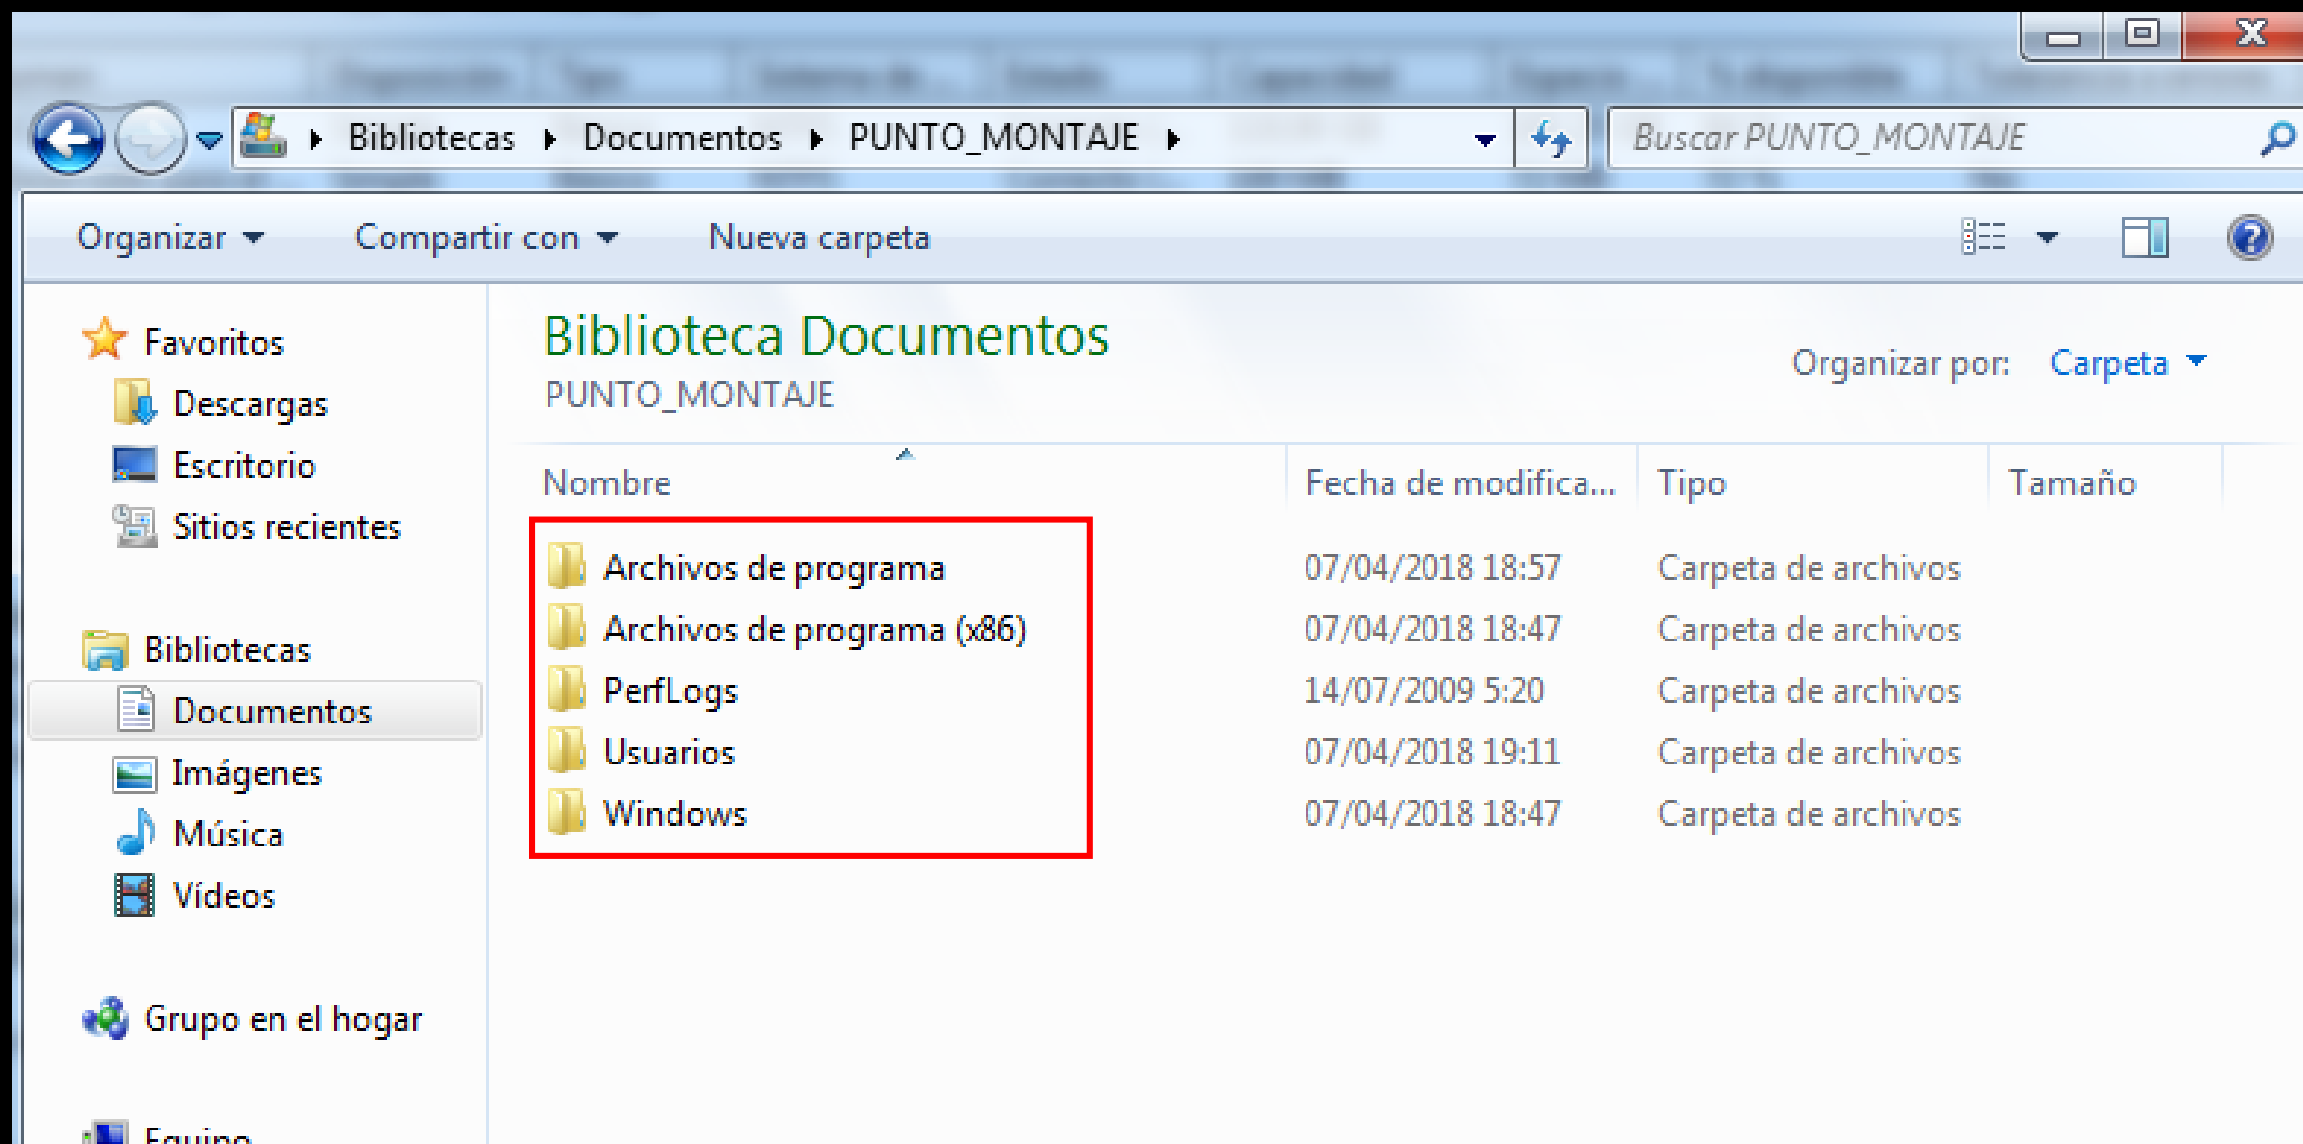 Bibliotecas Documentos PUNTO_MONTAJE
Buscar PUNTO_MONTAJE
Organizar Compartir con Nueva carpeta
Favoritos
Descargas
Escritorio
Sitios recientes
Bibliotecas
Documentos
Imágenes
Música
Vídeos
Grupo en el hogar
Equipo
Biblioteca Documentos
PUNTO_MONTAJE
Organizar por: Carpeta
Nombre Fecha de modifica... Tipo Tamaño
Archivos de programa 07/04/2018 18:57 Carpeta de archivos
Archivos de programa (x86) 07/04/2018 18:47 Carpeta de archivos
PerfLogs 14/07/2009 5:20 Carpeta de archivos
Usuarios 07/04/2018 19:11 Carpeta de archivos
Windows 07/04/2018 18:47 Carpeta de archivos